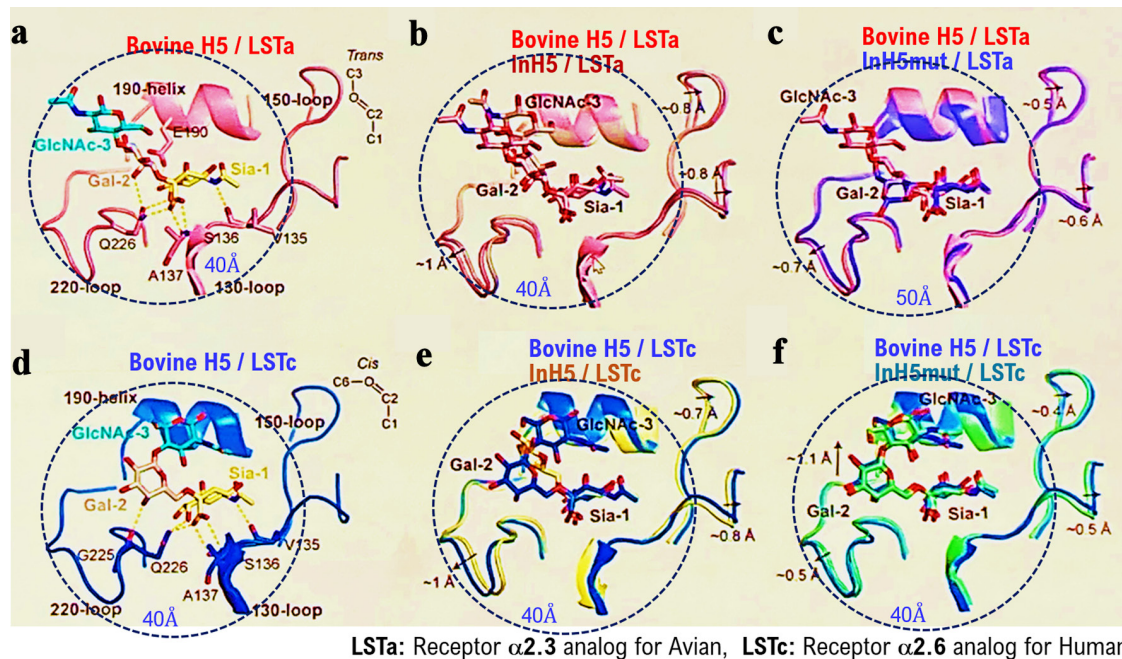 a
Bovine H5 / LSTa
Trans
C3
O
C2
C1
190-helix
150-loop
E190
GlcNAc-3
Sia-1
Gal-2
Q226
S136
V135
A137
40Å
220-loop
130-loop
b
Bovine H5 / LSTa
InH5 / LSTa
GlcNAc-3
~0.8 Å
~0.8 Å
Gal-2
Sia-1
~1 Å
40Å
c
Bovine H5 / LSTa
InH5mut / LSTa
GlcNAc-3
~0.5 Å
Gal-2
Sia-1
~0.6 Å
~0.7 Å
50Å
d
Bovine H5 / LSTc
Cis
C6
O
C2
C1
190-helix
150-loop
GlcNAc-3
Sia-1
Gal-2
G225
Q226
V135
S136
A137
220-loop
40Å
130-loop
e
Bovine H5 / LSTc
InH5 / LSTc
~0.7 Å
GlcNAc-3
Gal-2
Sia-1
~0.8 Å
~1 Å
40Å
f
Bovine H5 / LSTc
InH5mut / LSTc
GlcNAc-3
~0.4 Å
~1.1 Å
Gal-2
Sia-1
~0.5 Å
~0.5 Å
40Å
LSTa: Receptor α2.3 analog for Avian, LSTc: Receptor α2.6 analog for Human